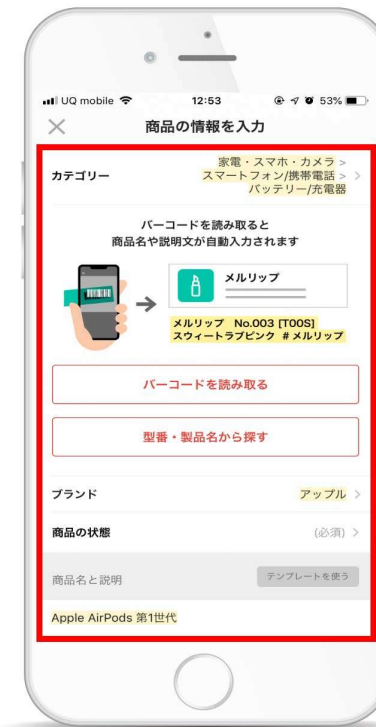 UQ mobile 12:53 53%
商品の情報を入力
カテゴリー
家電・スマホ・カメラ >
スマートフォン/携帯電話 >
バッテリー/充電器
バーコードを読み取ると
商品名や説明文が自動入力されます
メルリップ
メルリップ No.003 [T00S]
スウィートラブピンク #メルリップ
バーコードを読み取る
型番・製品名から探す
ブランド アップル
商品の状態 (必須)
商品名と説明 テンプレートを使う
Apple AirPods 第1世代